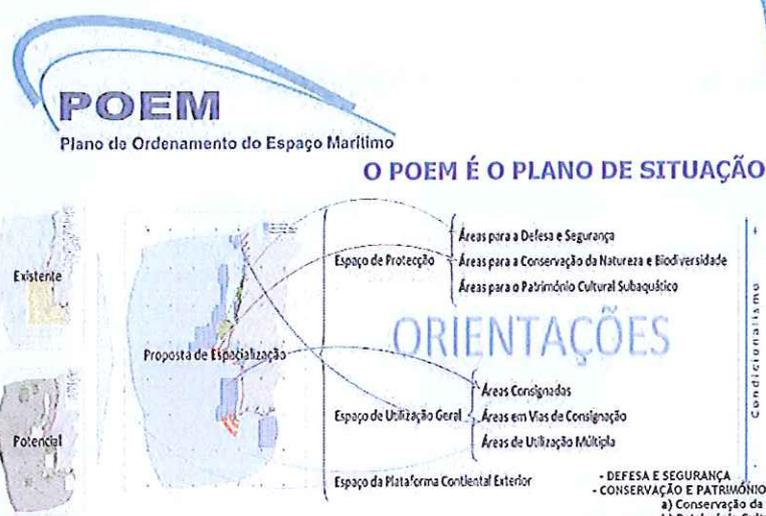 POEM
Plano de Ordenamento do Espaço Marítimo
O POEM É O PLANO DE SITUAÇÃO
Existente
Potencial
Proposta de Espacialização
Espaço de Protecção
Áreas para a Defesa e Segurança
Áreas para a Conservação da Natureza e Biodiversidade
Áreas para o Património Cultural Subaquático
ORIENTAÇÕES
Espaço de Utilização Geral
Áreas Consignadas
Áreas em Vias de Consignação
Áreas de Utilização Múltipla
Espaço da Plataforma Contiental Exterior
Condicionalismo
- DEFESA E SEGURANÇA
- CONSERVAÇÃO E PATRIMÓNIO
a) Conservação da